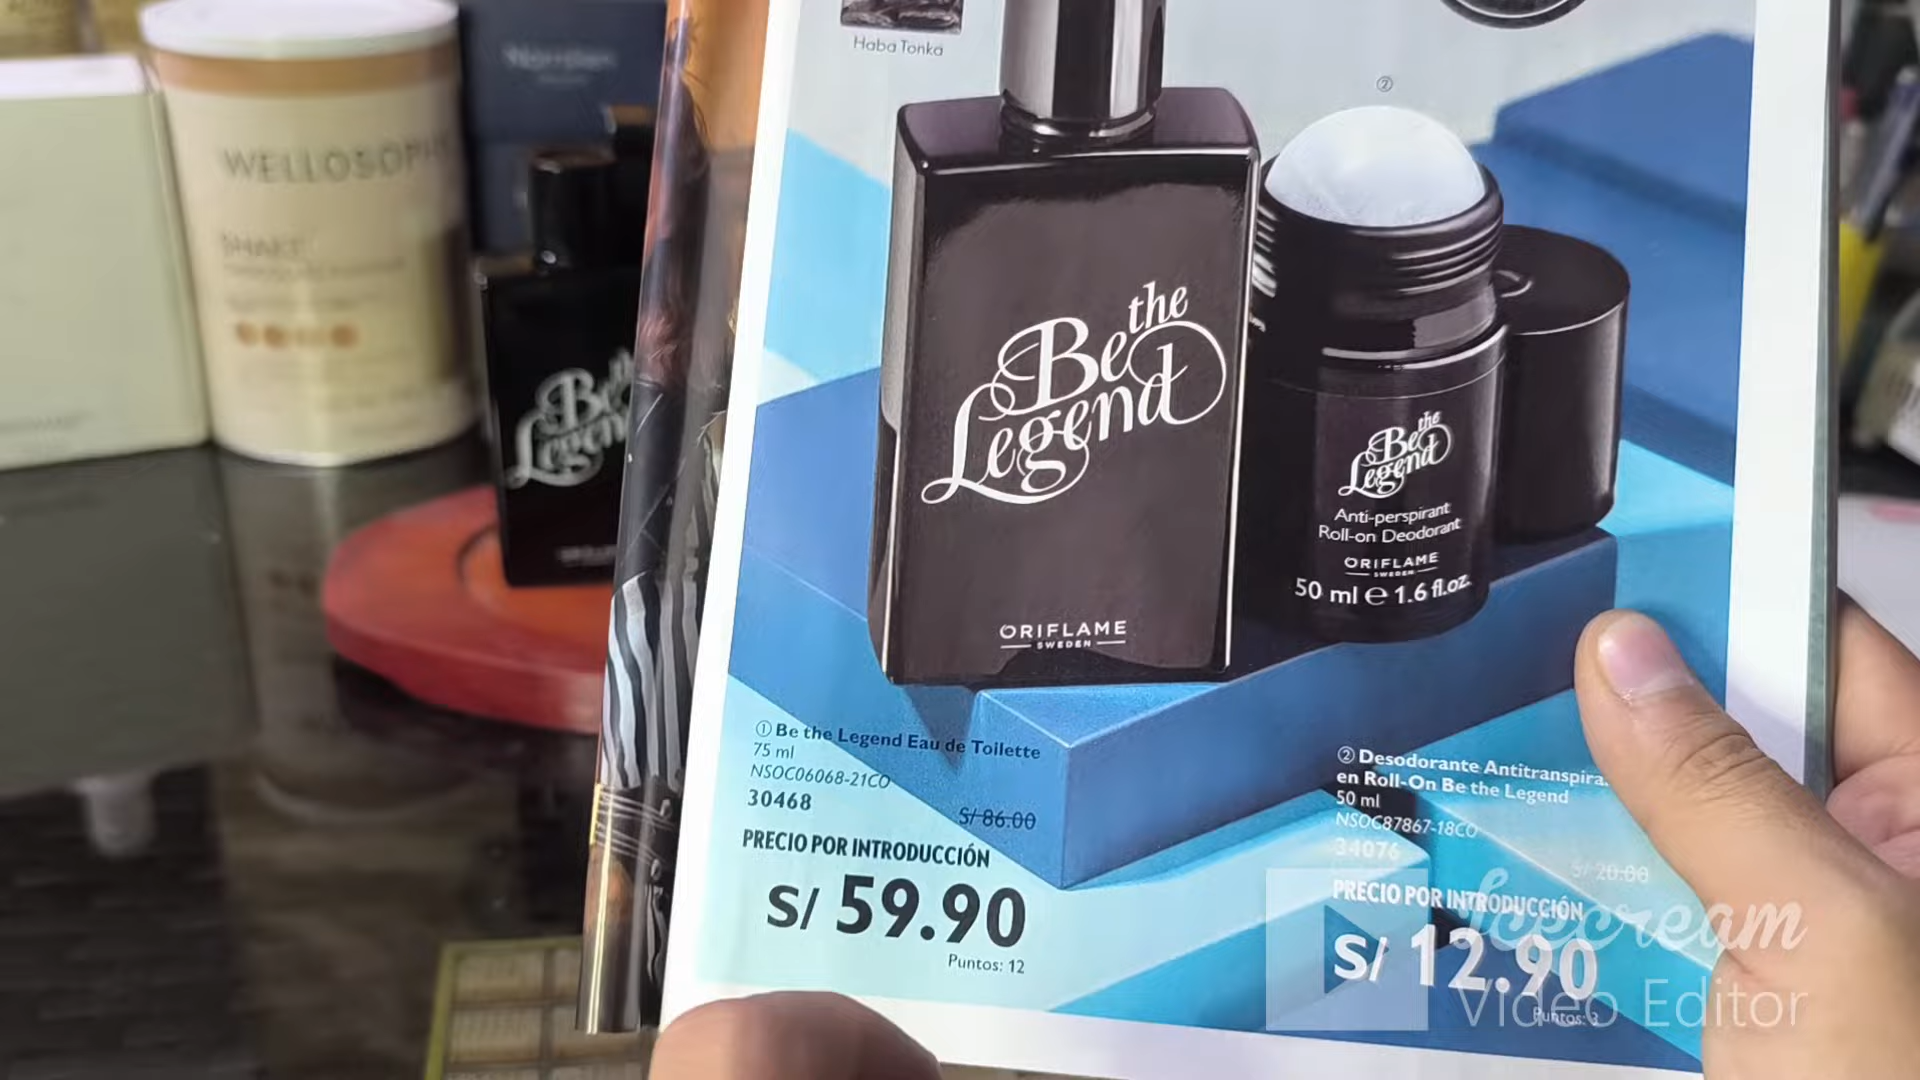 Haba Tonka
②
WELLOSOPH
SHAKE
Be the
Legend
Be the
Legend
ORIFLAME
SWEDEN
Be the
Legend
Anti-perspirant
Roll-on Deodorant
ORIFLAME
SWEDEN
50 ml e 1.6 fl.oz.
① Be the Legend Eau de Toilette
75 ml
NSOC06068-21CO
30468
S/ 86.00
PRECIO POR INTRODUCCIÓN
S/ 59.90
Puntos: 12
② Desodorante Antitranspira
en Roll-On Be the Legend
50 ml
NSOC87867-18CO
34076
S/ 20.00
PRECIO POR INTRODUCCIÓN
S/ 12.90
Puntos: 3
Icecream
Video Editor